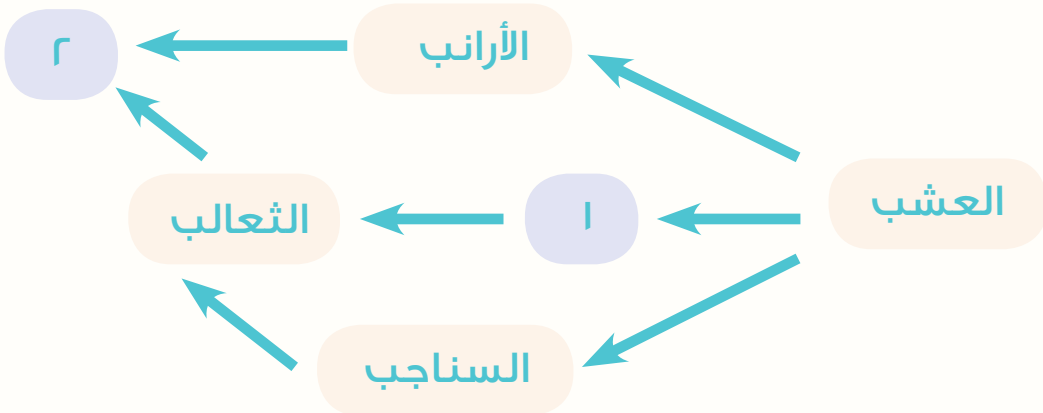 الأرانب
٢
العشب
١
الثعالب
السناجب